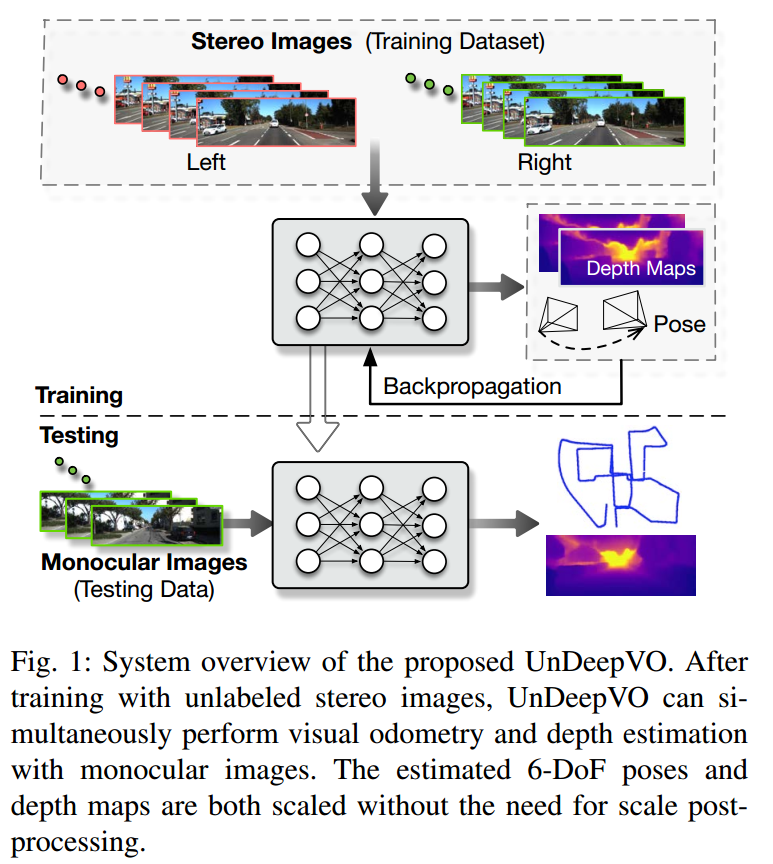 Stereo Images (Training Dataset)
Left
Right
Depth Maps
Pose
Backpropagation
Training
Testing
Monocular Images
(Testing Data)
Fig. 1: System overview of the proposed UnDeepVO. After
training with unlabeled stereo images, UnDeepVO can si-
multaneously perform visual odometry and depth estimation
with monocular images. The estimated 6-DoF poses and
depth maps are both scaled without the need for scale post-
processing.